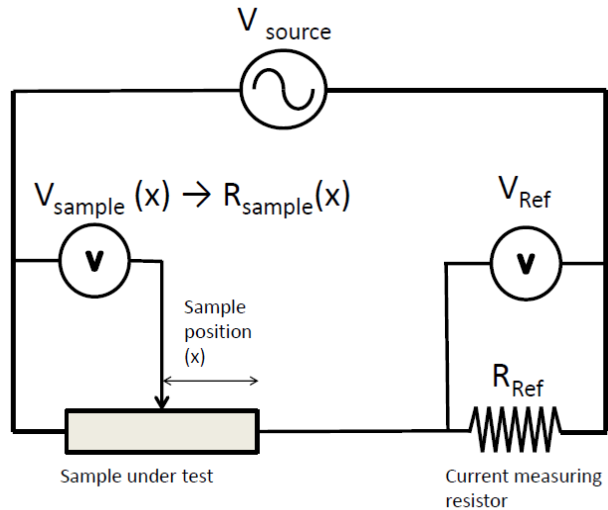 V source
V sample (x) → R sample (x)
V Ref
V
V
Sample
position
(x)
R Ref
Sample under test
Current measuring
resistor